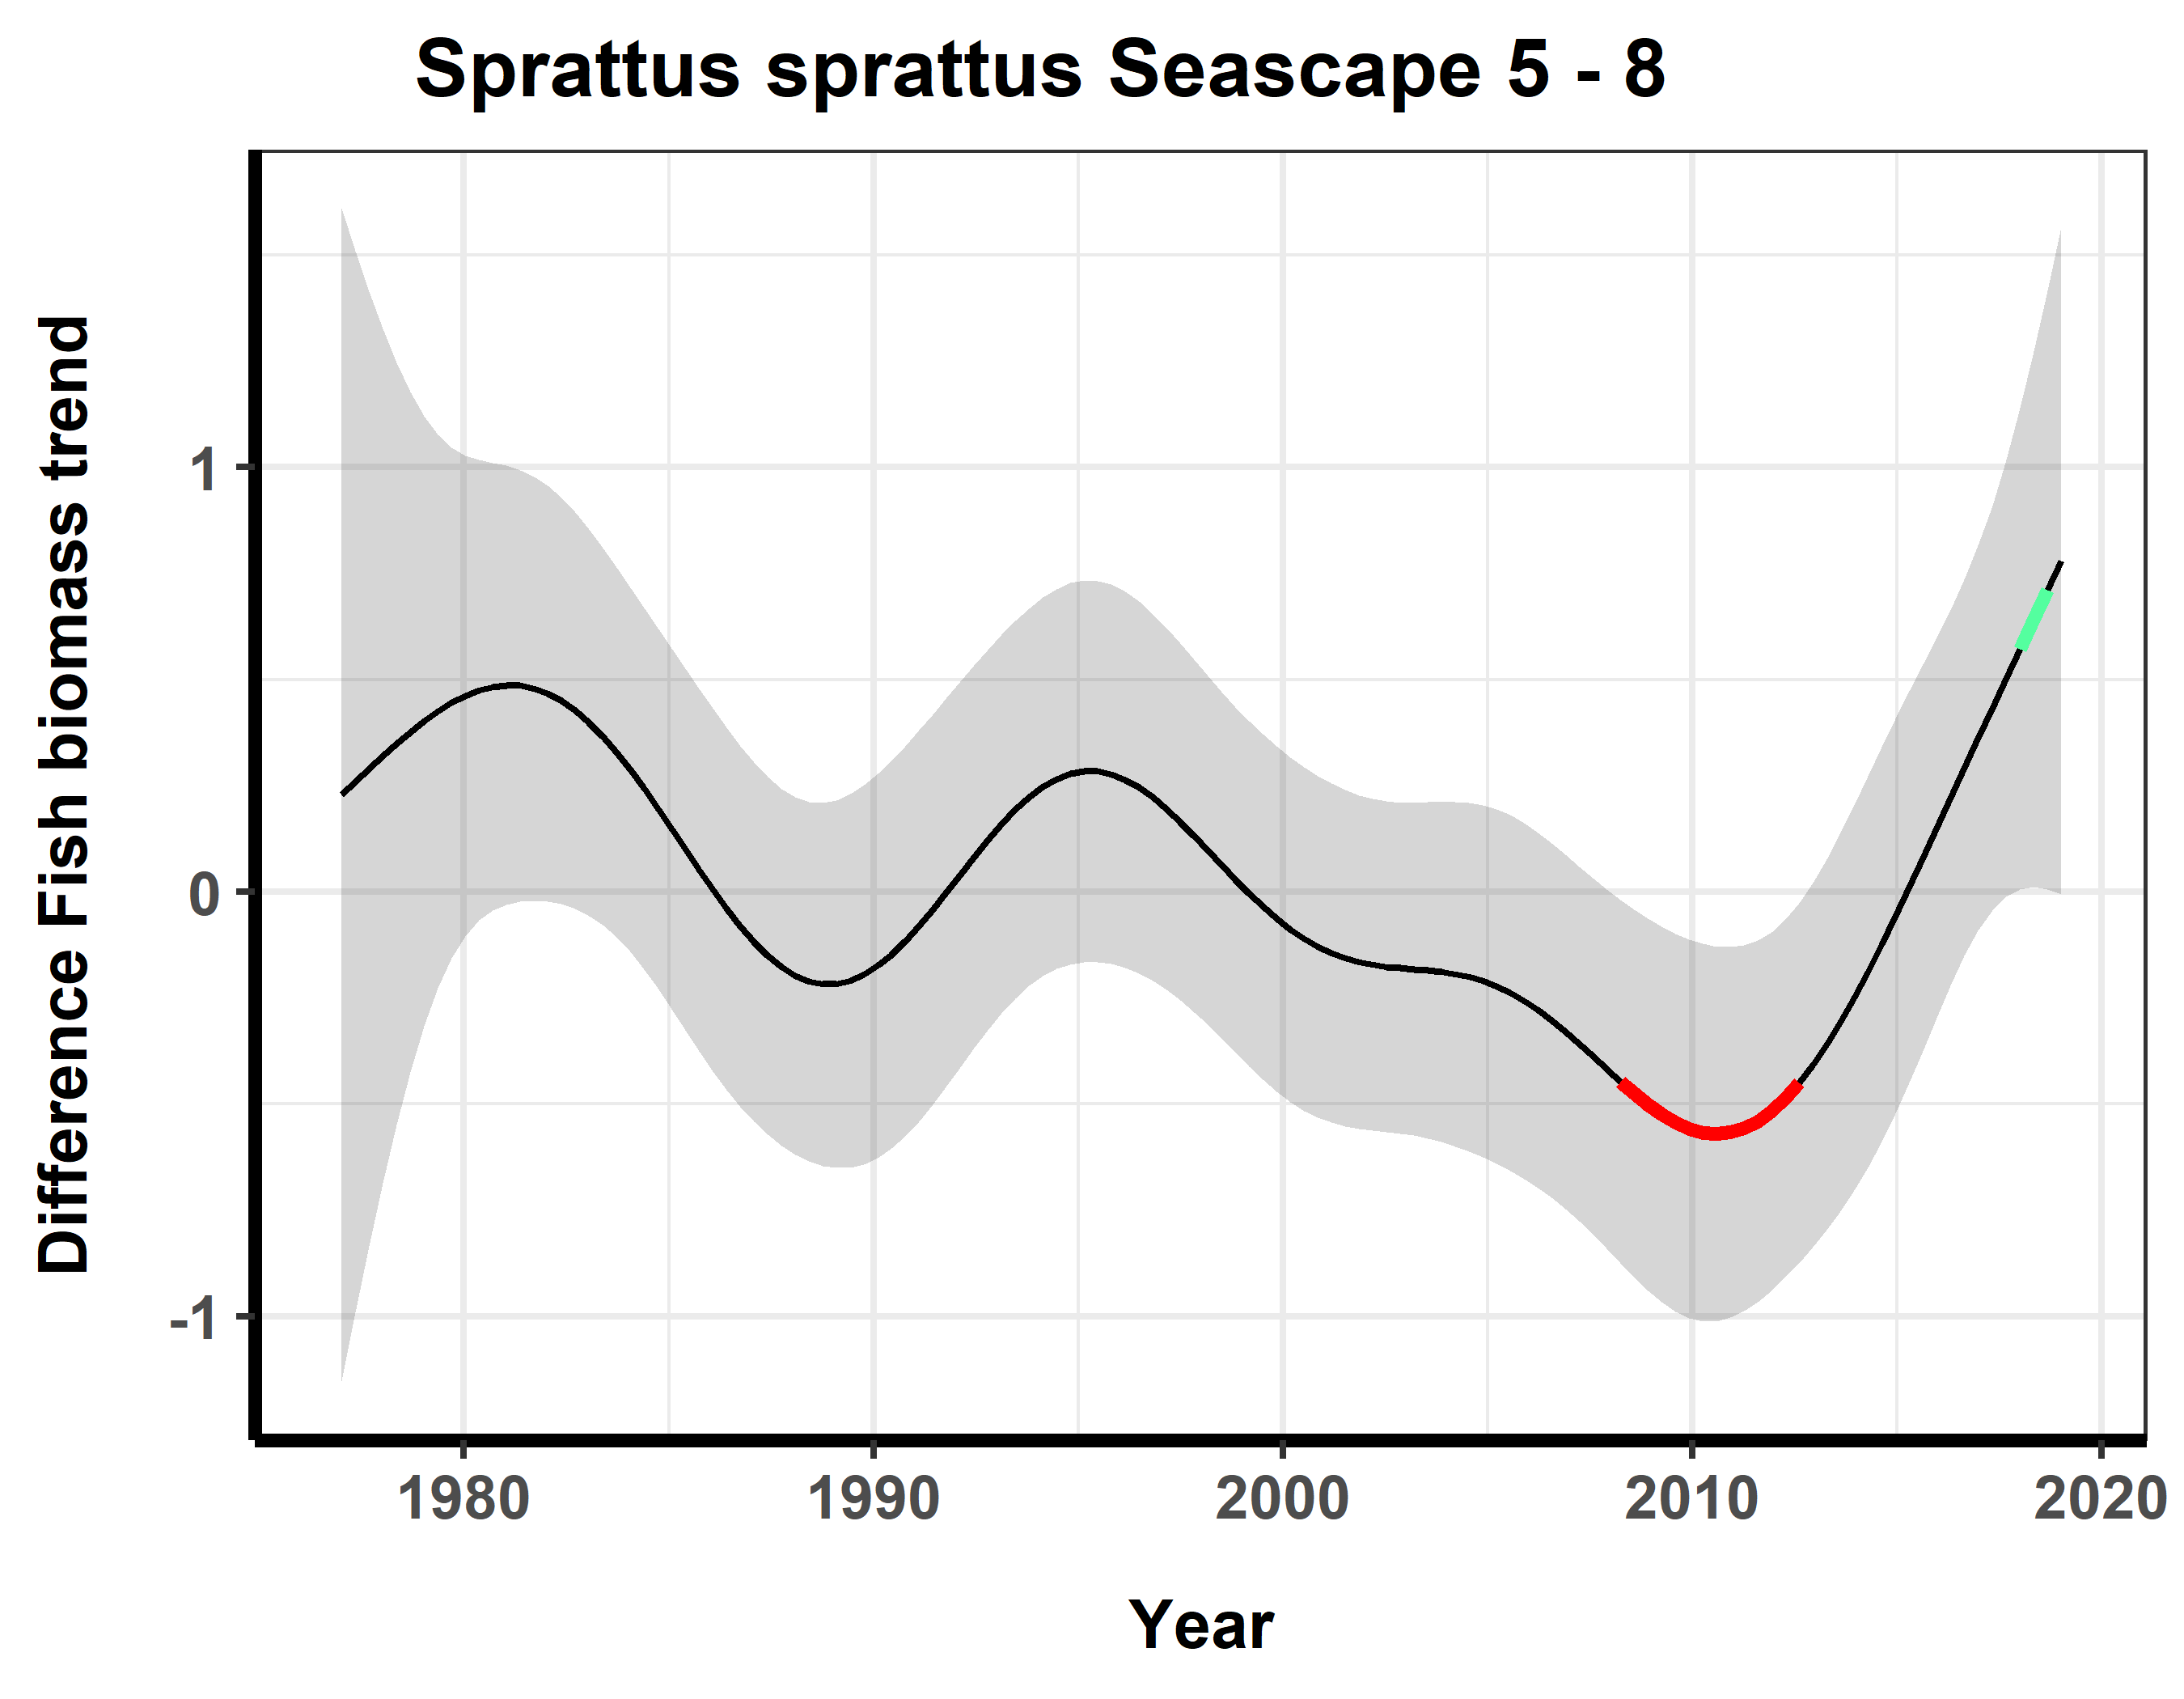 Sprattus sprattus Seascape 5 - 8
Difference Fish biomass trend
1
0
-1
1980 1990 2000 2010 2020
Year